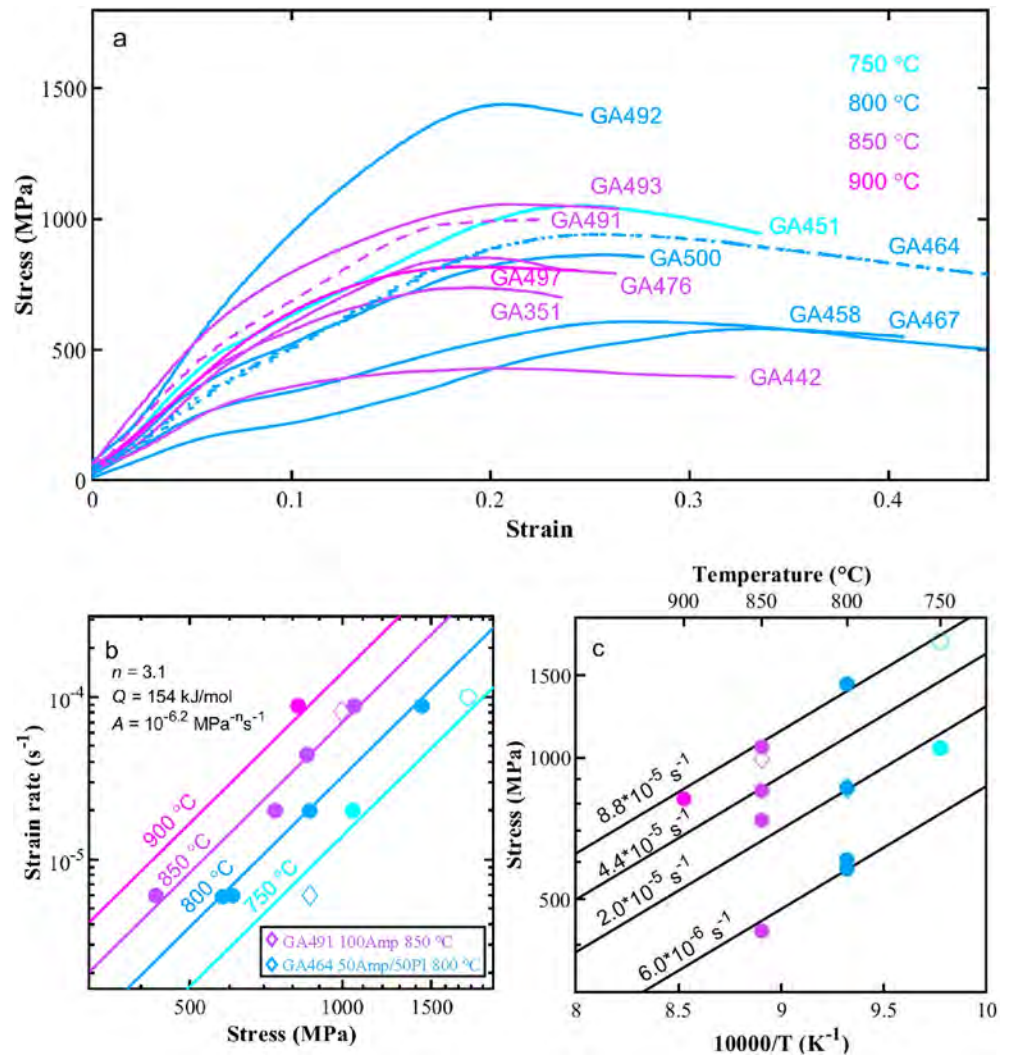 a
750 °C
800 °C
850 °C
900 °C
GA492
GA493
GA491
GA451
GA464
GA500
GA497
GA476
GA351
GA458
GA467
GA442
Stress (MPa)
1500
1000
500
0
0
0.1
0.2
0.3
0.4
Strain
b
n = 3.1
Q = 154 kJ/mol
A = 10⁻⁶·² MPa⁻ⁿs⁻¹
900 °C
850 °C
800 °C
750 °C
GA491 100Amp 850 °C
GA464 50Amp/50Pl 800 °C
Strain rate (s⁻¹)
10⁻⁴
10⁻⁵
500
1000
1500
Stress (MPa)
Temperature (°C)
900
850
800
750
c
8.8*10⁻⁵ s⁻¹
4.4*10⁻⁵ s⁻¹
2.0*10⁻⁵ s⁻¹
6.0*10⁻⁶ s⁻¹
Stress (MPa)
1500
1000
500
8
8.5
9
9.5
10
10000/T (K⁻¹)